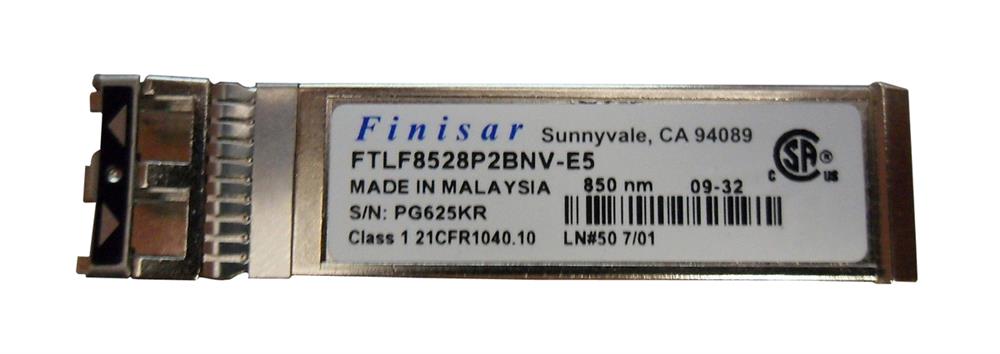 Finisar Sunnyvale, CA 94089
FTLF8528P2BNV-E5
MADE IN MALAYSIA 850 nm 09-32
S/N: PG625KR
Class 1 21CFR1040.10 LN#50 7/01
C SA ® US